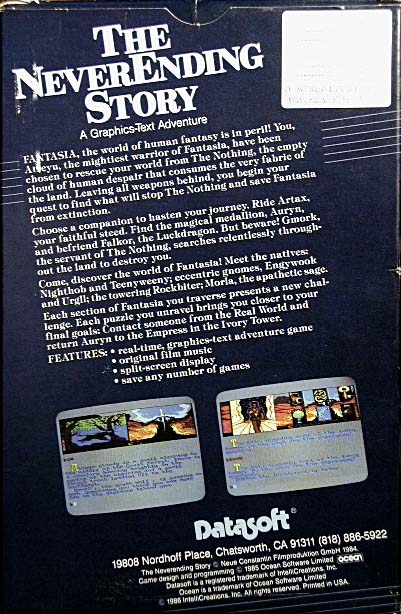 THE
NEVERENDING
STORY
A Graphics-Text Adventure
FANTASIA, the world of human fantasy is in peril! You,
Atreyu, the mightiest warrior of Fantasia, have been
chosen to rescue your world from The Nothing, the empty
cloud of human despair that consumes the very fabric of
the land. Leaving all weapons behind, you begin your
quest to find what will stop The Nothing and save Fantasia
from extinction.
Choose a companion to hasten your journey. Ride Artax,
your faithful steed. Find the magical medallion, Auryn,
and befriend Falkor, the Luckdragon. But beware! Gmork,
the servant of The Nothing, searches relentlessly through-
out the land to destroy you.
Come, discover the world of Fantasia! Meet the natives:
Nighthob and Teenyweeny; eccentric gnomes, Engywook
and Urgll; the towering Rockbiter; Morla, the apathetic sage.
Each section of Fantasia you traverse presents a new chal-
lenge. Each puzzle you unravel brings you closer to your
final goals: Contact someone from the Real World and
return Auryn to the Empress in the Ivory Tower.
FEATURES: • real-time, graphics-text adventure game
• original film music
• split-screen display
• save any number of games
Datasoft®
19808 Nordhoff Place, Chatsworth, CA 91311 (818) 886-5922
The Neverending Story © Neue Constantin Filmproduktion GmbH 1984.
Game design and programming © 1985 Ocean Software Limited ocean
Datasoft is a registered trademark of IntelliCreations, Inc.
Ocean is a trademark of Ocean Software Limited
© 1986 IntelliCreations, Inc. All rights reserved. Printed in USA.